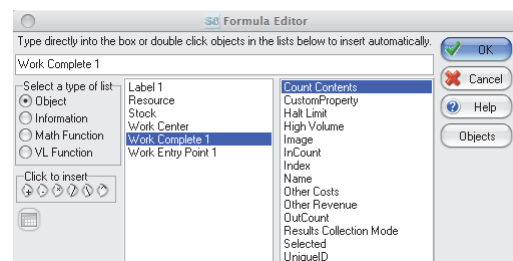 S8 Formula Editor
Type directly into the box or double click objects in the lists below to insert automatically.
Work Complete 1
Select a type of list
Object
Information
Math Function
VL Function
Click to insert
Label 1
Resource
Stock
Work Center
Work Complete 1
Work Entry Point 1
Count Contents
CustomProperty
Halt Limit
High Volume
Image
InCount
Index
Name
Other Costs
Other Revenue
OutCount
Results Collection Mode
Selected
UniqueID
OK
Cancel
Help
Objects